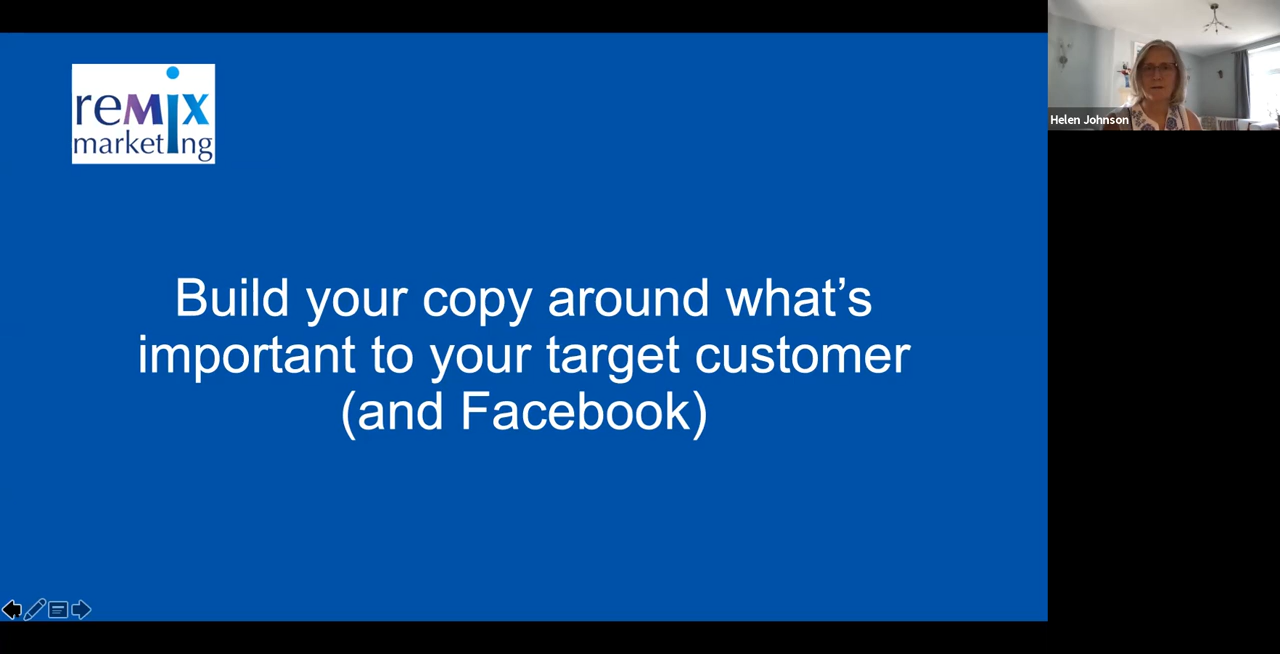 remix
marketing
Helen Johnson
Build your copy around what’s
important to your target customer
(and Facebook)